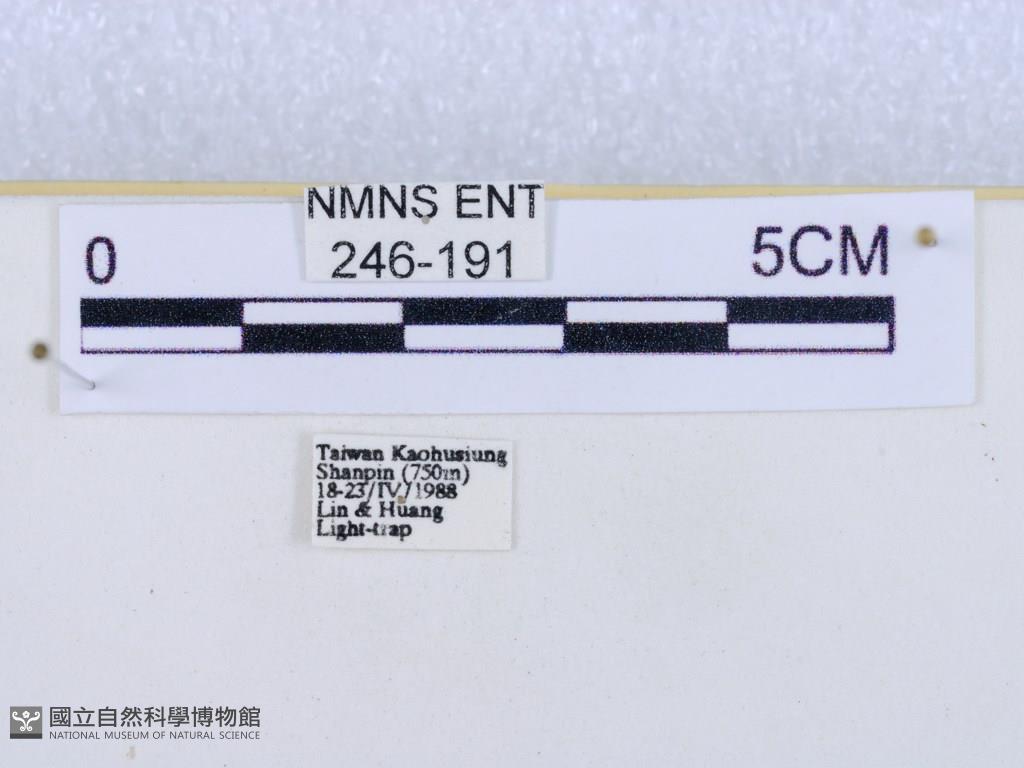 NMNS ENT
246-191
0
5CM
Taiwan Kaohusiung
Shanpin (750m)
18-23/IV/1988
Lin & Huang
Light-trap
國立自然科學博物館
NATIONAL MUSEUM OF NATURAL SCIENCE